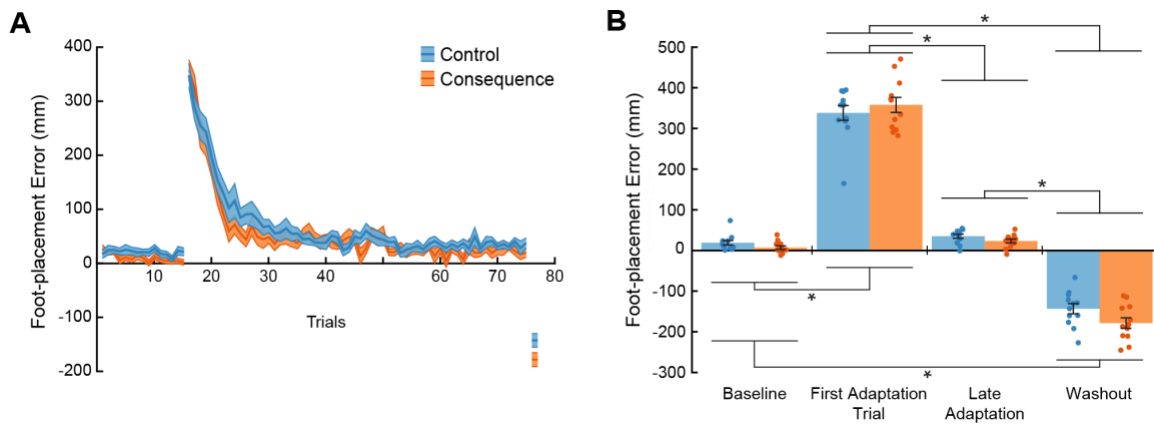 A
Foot-placement Error (mm)
400
300
200
100
0
-100
-200
10
20
30
40
50
60
70
80
Trials
Control
Consequence
B
Foot-placement Error (mm)
500
400
300
200
100
0
-100
-200
-300
*
*
*
*
*
Baseline
First Adaptation
Trial
Late
Adaptation
Washout